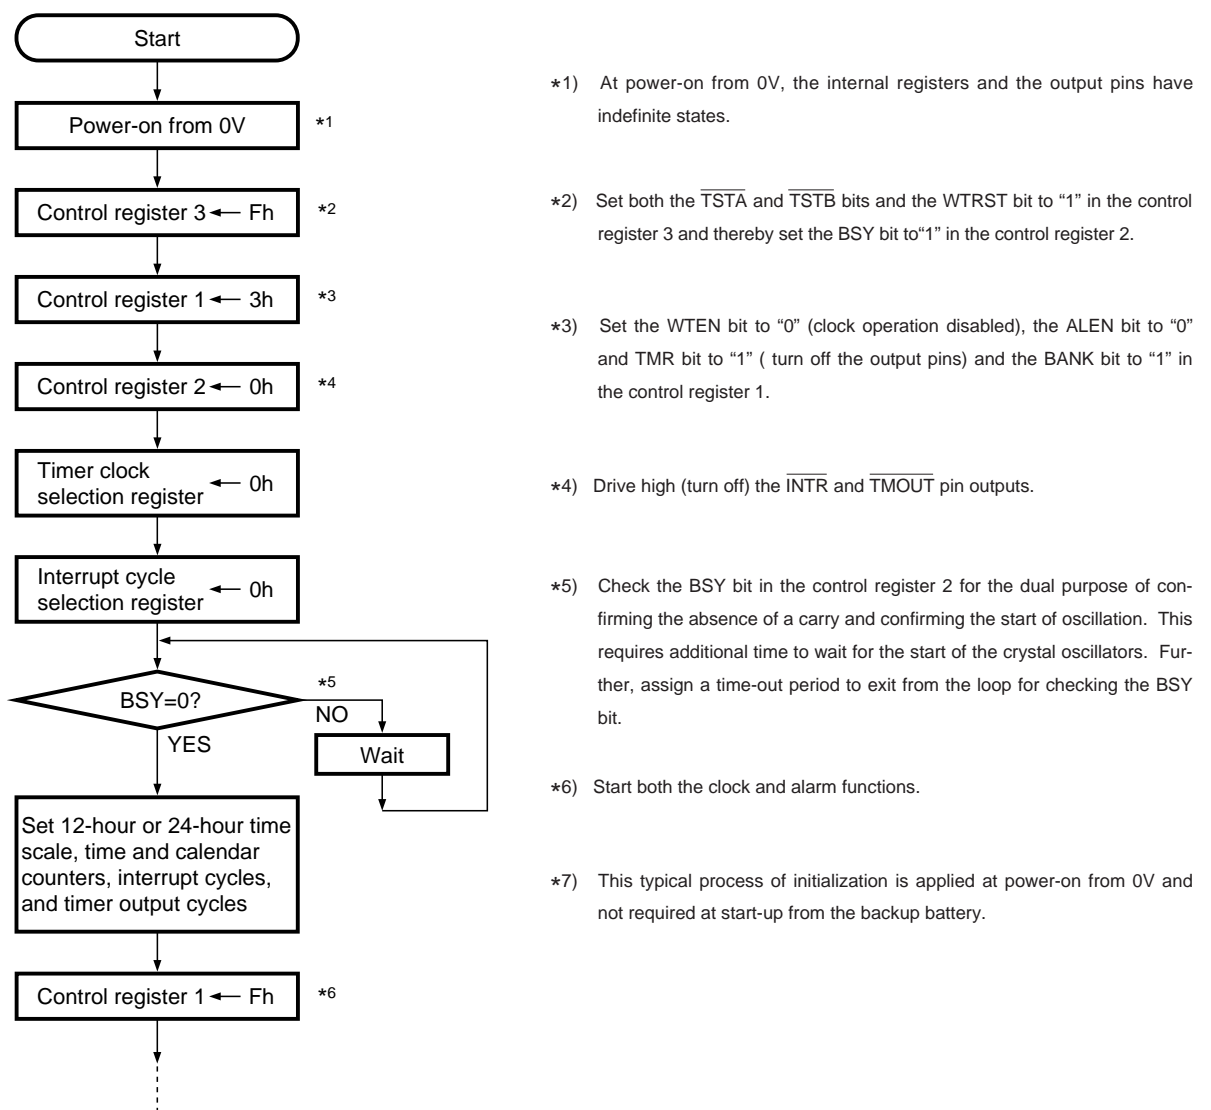 Start
Power-on from 0V
*1
Control register 3 ← Fh
*2
Control register 1 ← 3h
*3
Control register 2 ← 0h
*4
Timer clock
selection register ← 0h
Interrupt cycle
selection register ← 0h
BSY=0?
*5
NO
YES
Wait
Set 12-hour or 24-hour time
scale, time and calendar
counters, interrupt cycles,
and timer output cycles
Control register 1 ← Fh
*6
*1) At power-on from 0V, the internal registers and the output pins have
indefinite states.
*2) Set both the T̅S̅T̅A̅ and T̅S̅T̅B̅ bits and the WTRST bit to “1” in the control
register 3 and thereby set the BSY bit to“1” in the control register 2.
*3) Set the WTEN bit to “0” (clock operation disabled), the ALEN bit to “0”
and TMR bit to “1” ( turn off the output pins) and the BANK bit to “1” in
the control register 1.
*4) Drive high (turn off) the I̅N̅T̅R̅ and T̅M̅O̅U̅T̅ pin outputs.
*5) Check the BSY bit in the control register 2 for the dual purpose of con-
firming the absence of a carry and confirming the start of oscillation. This
requires additional time to wait for the start of the crystal oscillators. Fur-
ther, assign a time-out period to exit from the loop for checking the BSY
bit.
*6) Start both the clock and alarm functions.
*7) This typical process of initialization is applied at power-on from 0V and
not required at start-up from the backup battery.